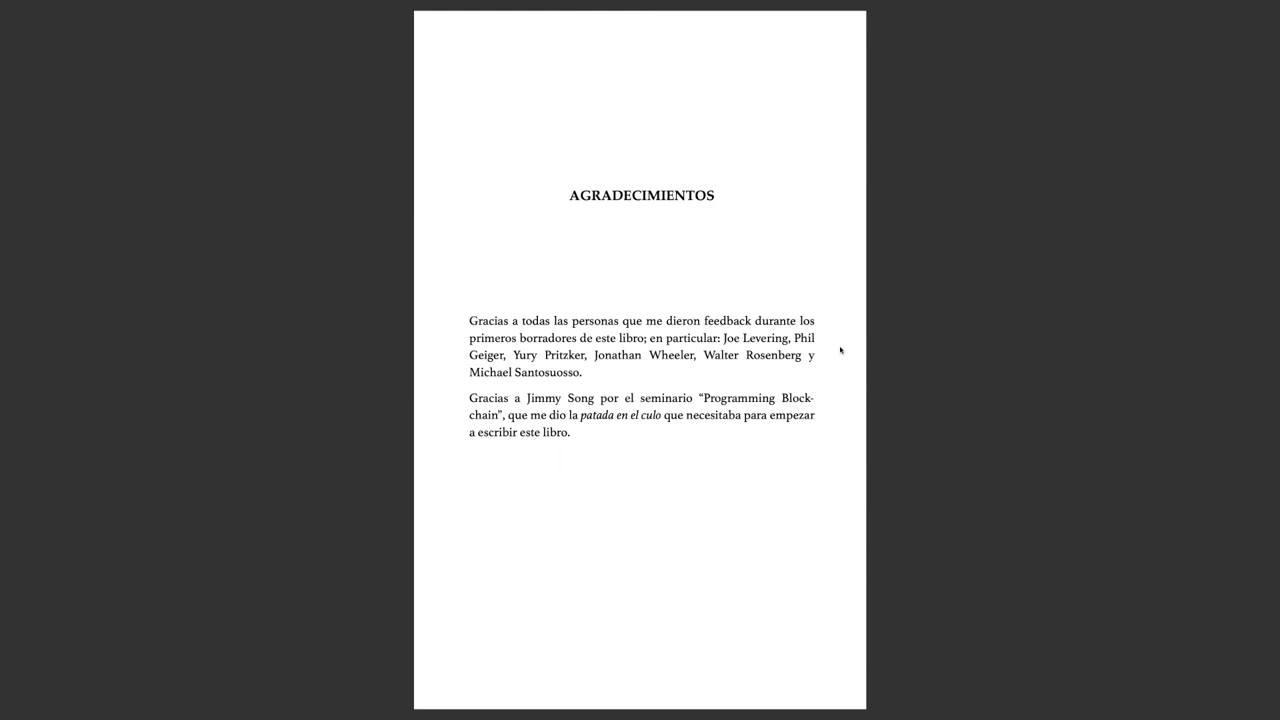 AGRADECIMIENTOS
Gracias a todas las personas que me dieron feedback durante los
primeros borradores de este libro; en particular: Joe Levering, Phil
Geiger, Yury Pritzker, Jonathan Wheeler, Walter Rosenberg y
Michael Santosuosso.
Gracias a Jimmy Song por el seminario “Programming Block-
chain”, que me dio la patada en el culo que necesitaba para empezar
a escribir este libro.